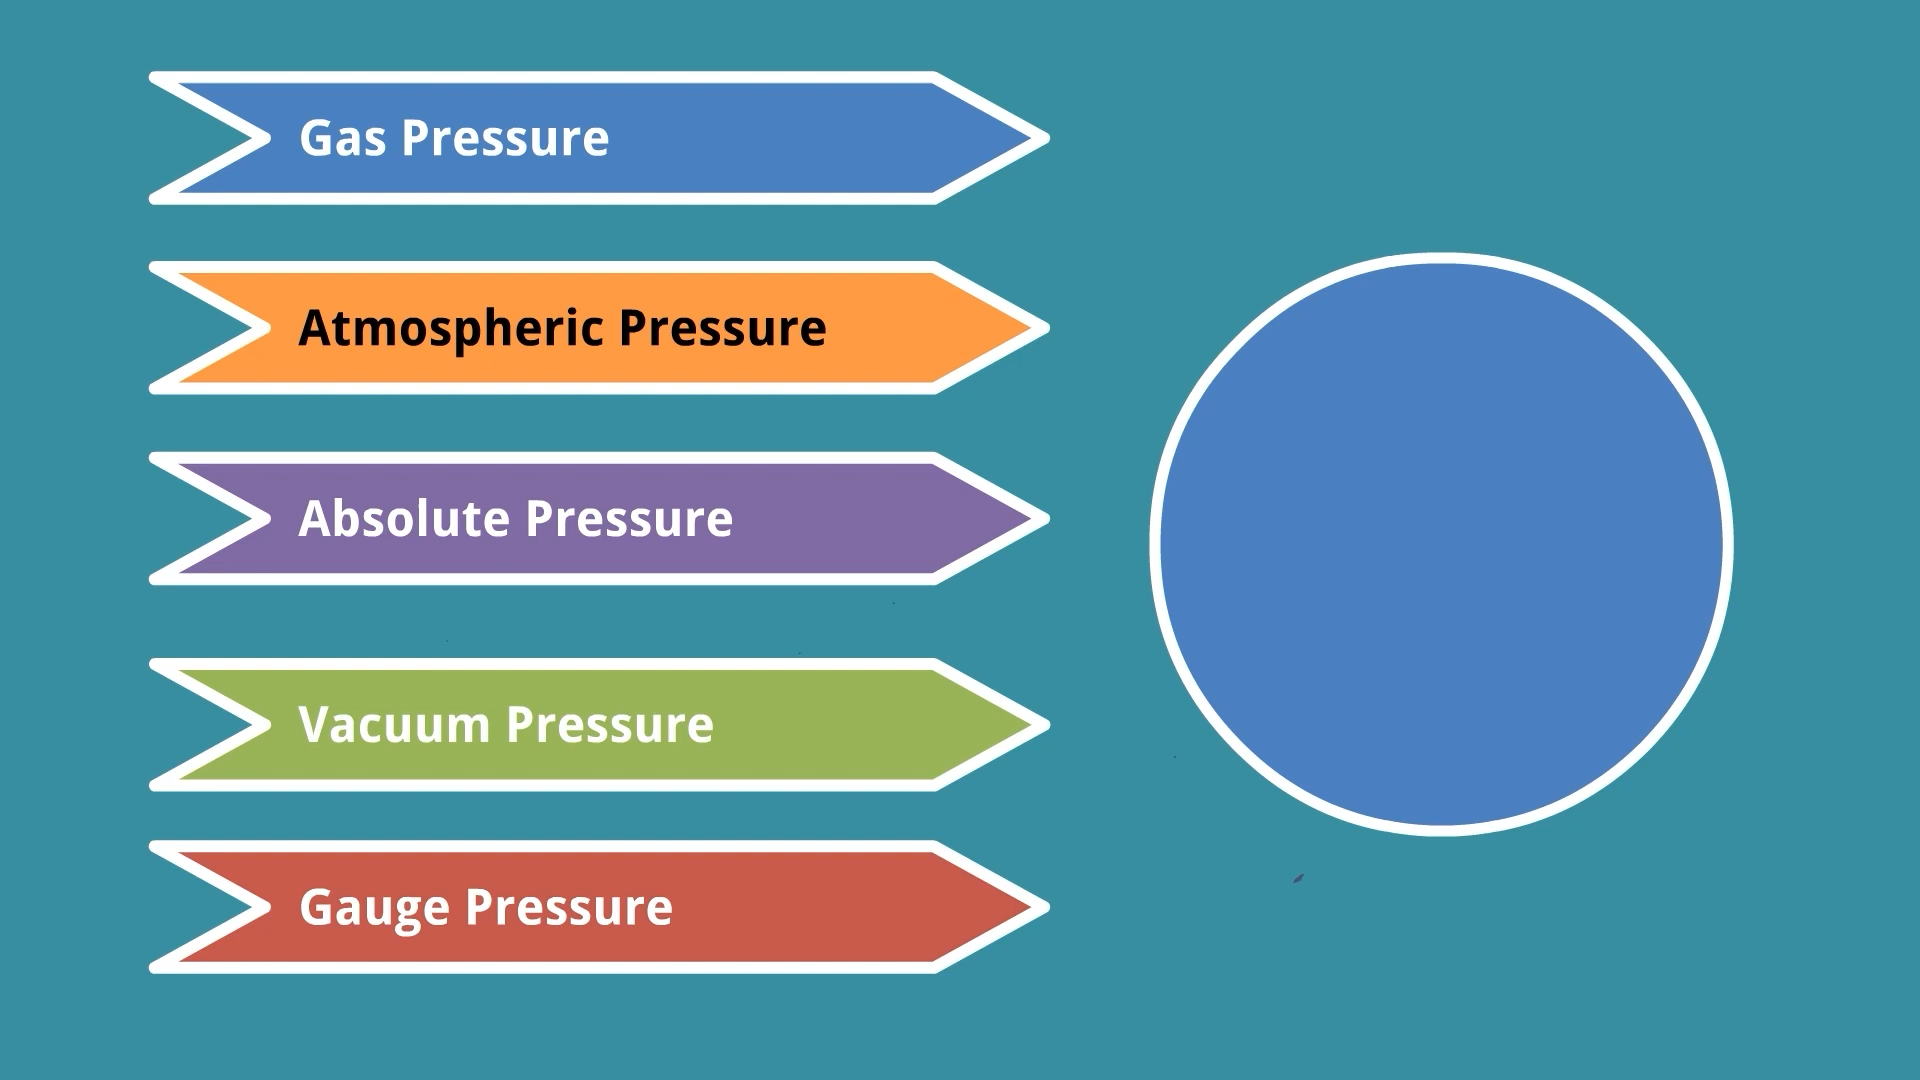 Gas Pressure
Atmospheric Pressure
Absolute Pressure
Vacuum Pressure
Gauge Pressure